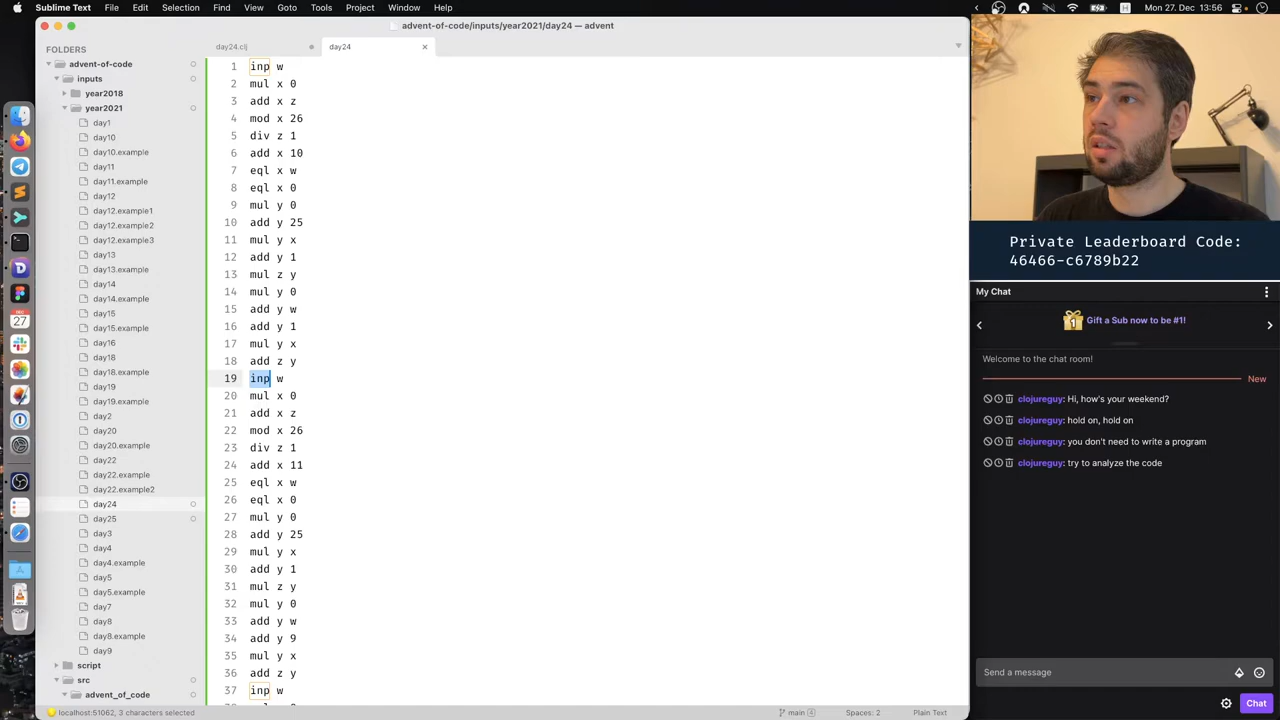 Sublime Text File Edit Selection Find View Goto Tools Project Window Help
Mon 27. Dec 13:56
advent-of-code/inputs/year2021/day24 — advent
FOLDERS
advent-of-code
inputs
year2018
year2021
day1
day10
day10.example
day11
day11.example
day12
day12.example1
day12.example2
day12.example3
day13
day13.example
day14
day14.example
day15
day15.example
day16
day18
day18.example
day19
day19.example
day2
day20
day20.example
day22
day22.example
day22.example2
day24
day25
day3
day4
day4.example
day5
day5.example
day7
day8
day8.example
day9
script
src
advent_of_code
day24.clj
day24
1 inp w
2 mul x 0
3 add x z
4 mod x 26
5 div z 1
6 add x 10
7 eql x w
8 eql x 0
9 mul y 0
10 add y 25
11 mul y x
12 add y 1
13 mul z y
14 mul y 0
15 add y w
16 add y 1
17 mul y x
18 add z y
19 inp w
20 mul x 0
21 add x z
22 mod x 26
23 div z 1
24 add x 11
25 eql x w
26 eql x 0
27 mul y 0
28 add y 25
29 mul y x
30 add y 1
31 mul z y
32 mul y 0
33 add y w
34 add y 9
35 mul y x
36 add z y
37 inp w
localhost:51062, 3 characters selected
main 4
Spaces: 2
Plain Text
Private Leaderboard Code:
46466-c6789b22
My Chat
1
Gift a Sub now to be #1!
Welcome to the chat room!
New
clojureguy: Hi, how's your weekend?
clojureguy: hold on, hold on
clojureguy: you don't need to write a program
clojureguy: try to analyze the code
Send a message
Chat
DEC
27